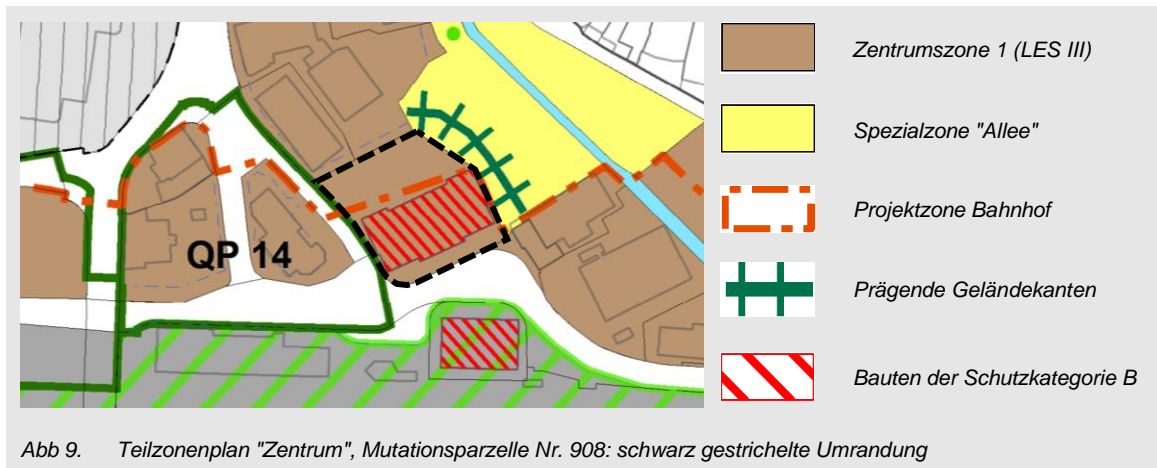 QP 14
Zentrumszone 1 (LES III)
Spezialzone "Allee"
Projektzone Bahnhof
Prägende Geländekanten
Bauten der Schutzkategorie B
Abb 9. Teilzonenplan "Zentrum", Mutationsparzelle Nr. 908: schwarz gestrichelte Umrandung